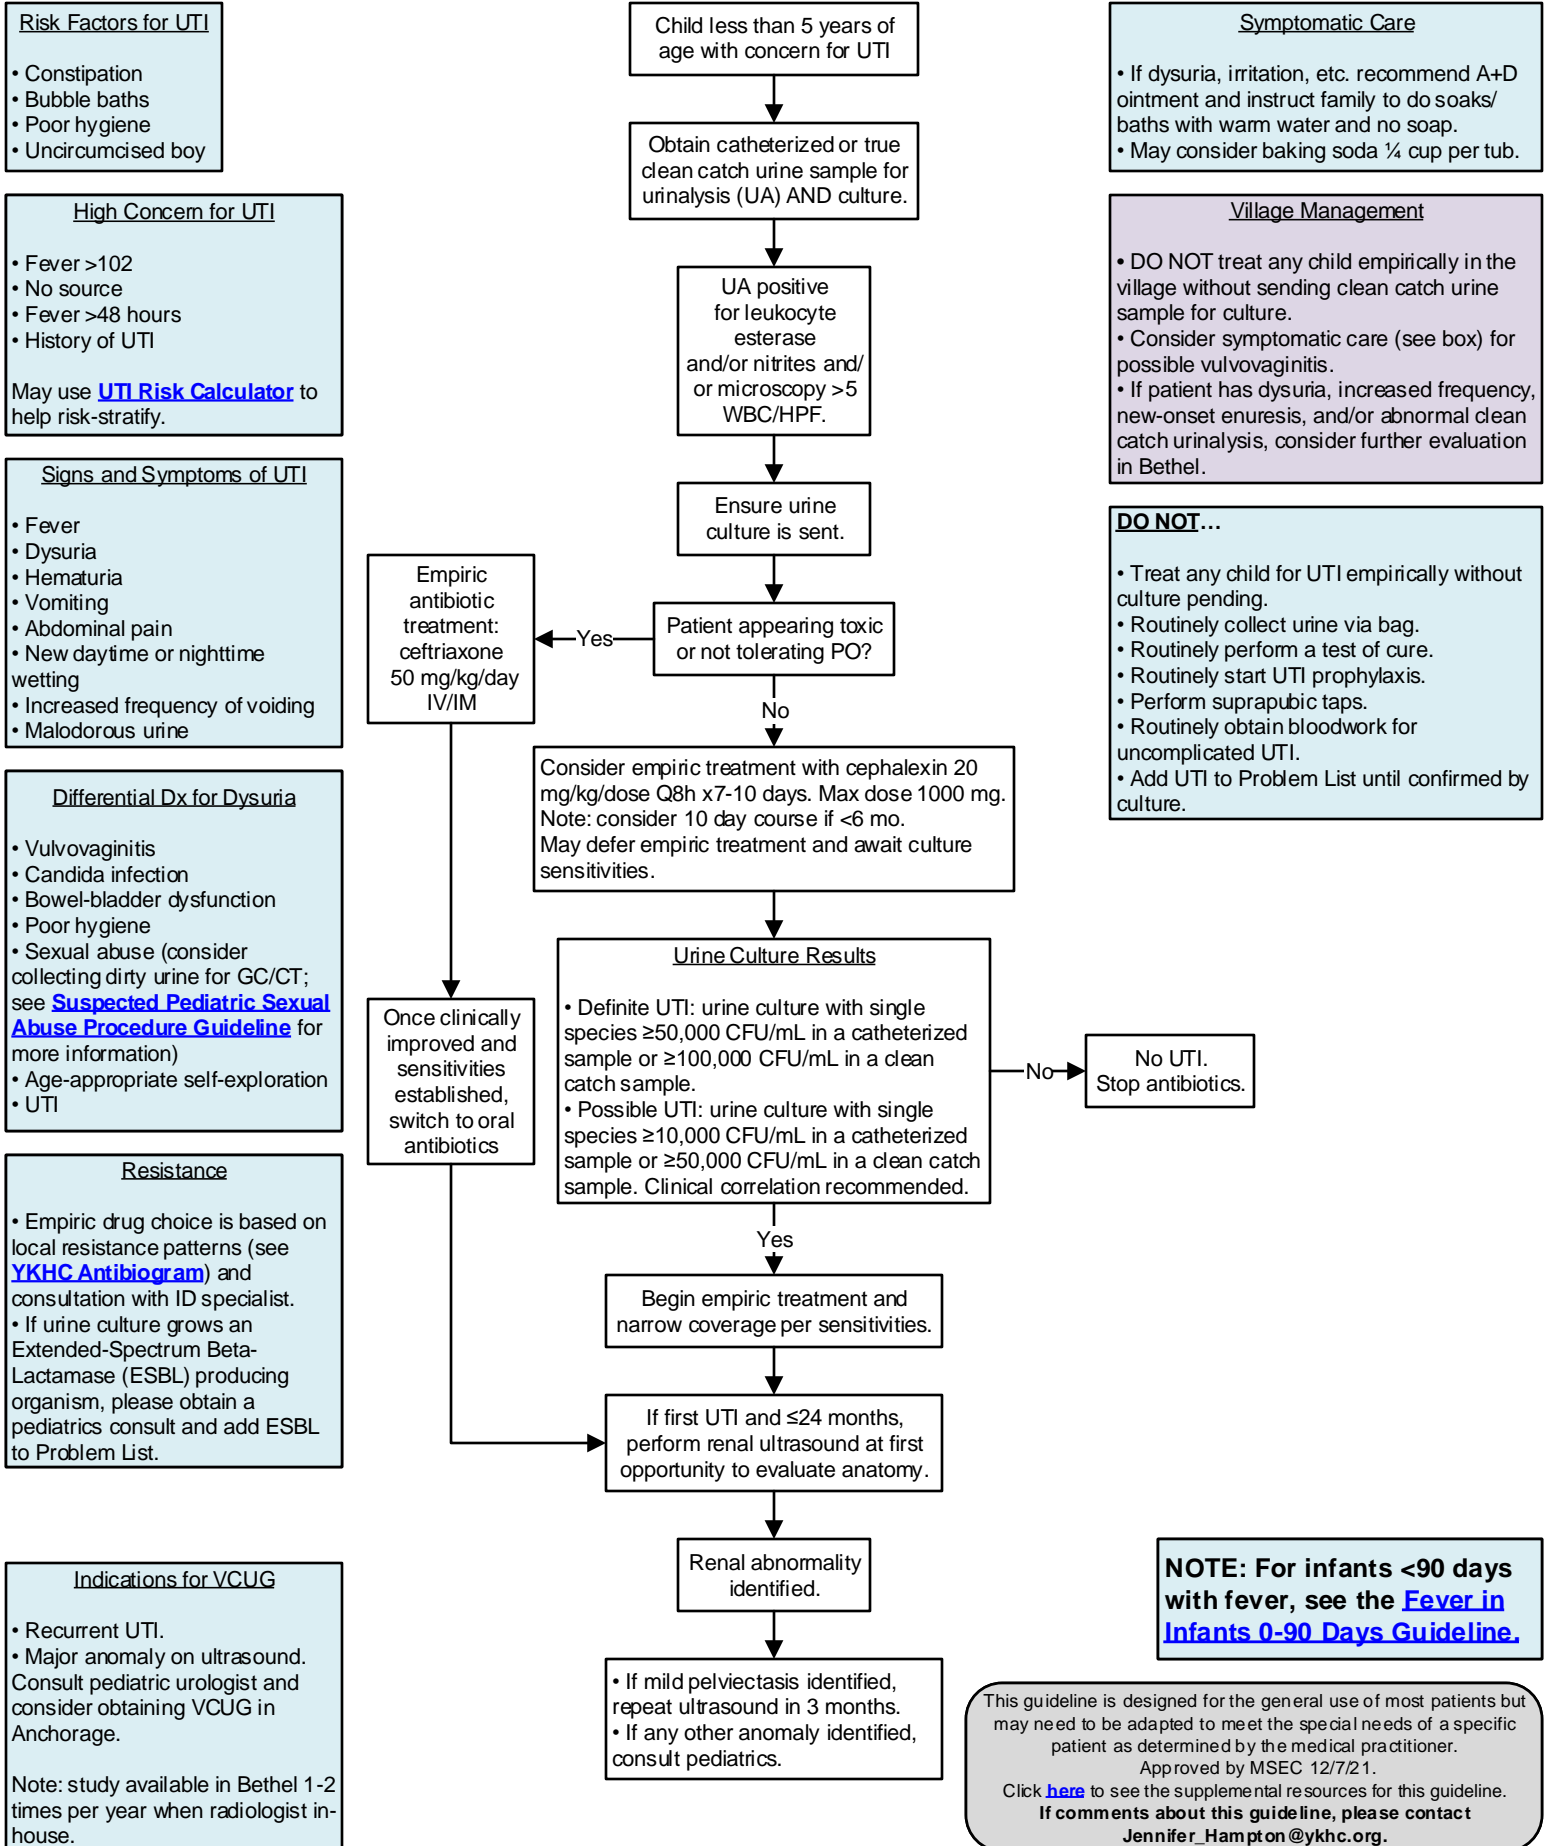 Risk Factors for UTI
• Constipation
• Bubble baths
• Poor hygiene
• Uncircumcised boy
High Concern for UTI
• Fever >102
• No source
• Fever >48 hours
• History of UTI
May use UTI Risk Calculator to
help risk-stratify.
Signs and Symptoms of UTI
• Fever
• Dysuria
• Hematuria
• Vomiting
• Abdominal pain
• New daytime or nighttime
wetting
• Increased frequency of voiding
• Malodorous urine
Differential Dx for Dysuria
• Vulvovaginitis
• Candida infection
• Bowel-bladder dysfunction
• Poor hygiene
• Sexual abuse (consider
collecting dirty urine for GC/CT;
see Suspected Pediatric Sexual
Abuse Procedure Guideline for
more information)
• Age-appropriate self-exploration
• UTI
Resistance
• Empiric drug choice is based on
local resistance patterns (see
YKHC Antibiogram) and
consultation with ID specialist.
• If urine culture grows an
Extended-Spectrum Beta-
Lactamase (ESBL) producing
organism, please obtain a
pediatrics consult and add ESBL
to Problem List.
Indications for VCUG
• Recurrent UTI.
• Major anomaly on ultrasound.
Consult pediatric urologist and
consider obtaining VCUG in
Anchorage.
Note: study available in Bethel 1-2
times per year when radiologist in-
house.
Child less than 5 years of
age with concern for UTI
Obtain catheterized or true
clean catch urine sample for
urinalysis (UA) AND culture.
UA positive
for leukocyte
esterase
and/or nitrites and/
or microscopy >5
WBC/HPF.
Ensure urine
culture is sent.
Patient appearing toxic
or not tolerating PO?
Yes
Empiric
antibiotic
treatment:
ceftriaxone
50 mg/kg/day
IV/IM
No
Consider empiric treatment with cephalexin 20
mg/kg/dose Q8h x7-10 days. Max dose 1000 mg.
Note: consider 10 day course if <6 mo.
May defer empiric treatment and await culture
sensitivities.
Once clinically
improved and
sensitivities
established,
switch to oral
antibiotics
Urine Culture Results
• Definite UTI: urine culture with single
species ≥50,000 CFU/mL in a catheterized
sample or ≥100,000 CFU/mL in a clean
catch sample.
• Possible UTI: urine culture with single
species ≥10,000 CFU/mL in a catheterized
sample or ≥50,000 CFU/mL in a clean catch
sample. Clinical correlation recommended.
No
No UTI.
Stop antibiotics.
Yes
Begin empiric treatment and
narrow coverage per sensitivities.
If first UTI and ≤24 months,
perform renal ultrasound at first
opportunity to evaluate anatomy.
Renal abnormality
identified.
• If mild pelviectasis identified,
repeat ultrasound in 3 months.
• If any other anomaly identified,
consult pediatrics.
Symptomatic Care
• If dysuria, irritation, etc. recommend A+D
ointment and instruct family to do soaks/
baths with warm water and no soap.
• May consider baking soda ¼ cup per tub.
Village Management
• DO NOT treat any child empirically in the
village without sending clean catch urine
sample for culture.
• Consider symptomatic care (see box) for
possible vulvovaginitis.
• If patient has dysuria, increased frequency,
new-onset enuresis, and/or abnormal clean
catch urinalysis, consider further evaluation
in Bethel.
DO NOT…
• Treat any child for UTI empirically without
culture pending.
• Routinely collect urine via bag.
• Routinely perform a test of cure.
• Routinely start UTI prophylaxis.
• Perform suprapubic taps.
• Routinely obtain bloodwork for
uncomplicated UTI.
• Add UTI to Problem List until confirmed by
culture.
NOTE: For infants <90 days
with fever, see the Fever in
Infants 0-90 Days Guideline.
This guideline is designed for the general use of most patients but
may need to be adapted to meet the special needs of a specific
patient as determined by the medical practitioner.
Approved by MSEC 12/7/21.
Click here to see the supplemental resources for this guideline.
If comments about this guideline, please contact
Jennifer_Hampton@ykhc.org.